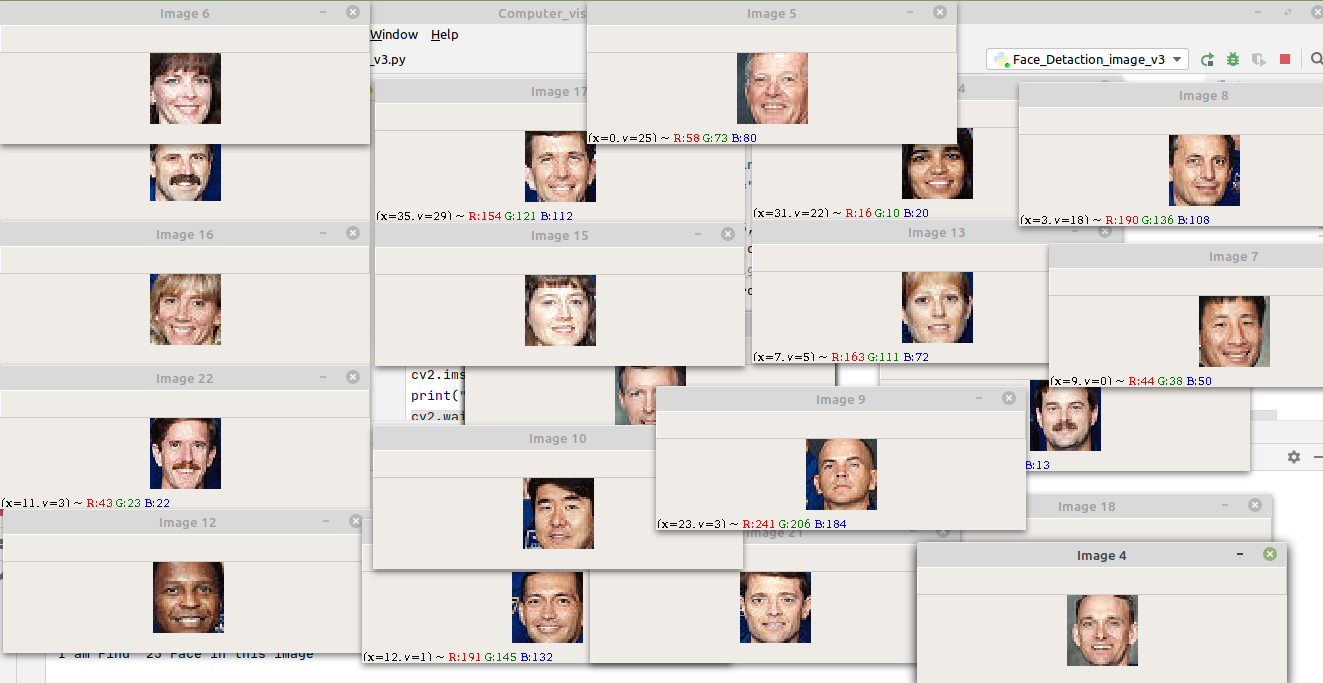 Image 6
Computer_vis
Image 5
Window Help
_v3.py
Face_Detaction_image_v3
Image 17
4
Image 8
(x=0, y=25) ~ R:58 G:73 B:80
(x=35, y=29) ~ R:154 G:121 B:112
(x=31, y=22) ~ R:16 G:10 B:20
(x=3, y=18) ~ R:190 G:136 B:108
Image 16
Image 15
Image 13
Image 7
(x=7, y=5) ~ R:163 G:111 B:72
(x=9, y=0) ~ R:44 G:38 B:50
Image 22
cv2.ims
print("
cv2.wai
Image 9
Image 10
B:13
(x=11, y=3) ~ R:43 G:23 B:22
Image 18
Image 12
(x=23, y=3) ~ R:241 G:206 B:184
Image 21
Image 4
I am Find 23 Face in this image
(x=12, y=1) ~ R:191 G:145 B:132